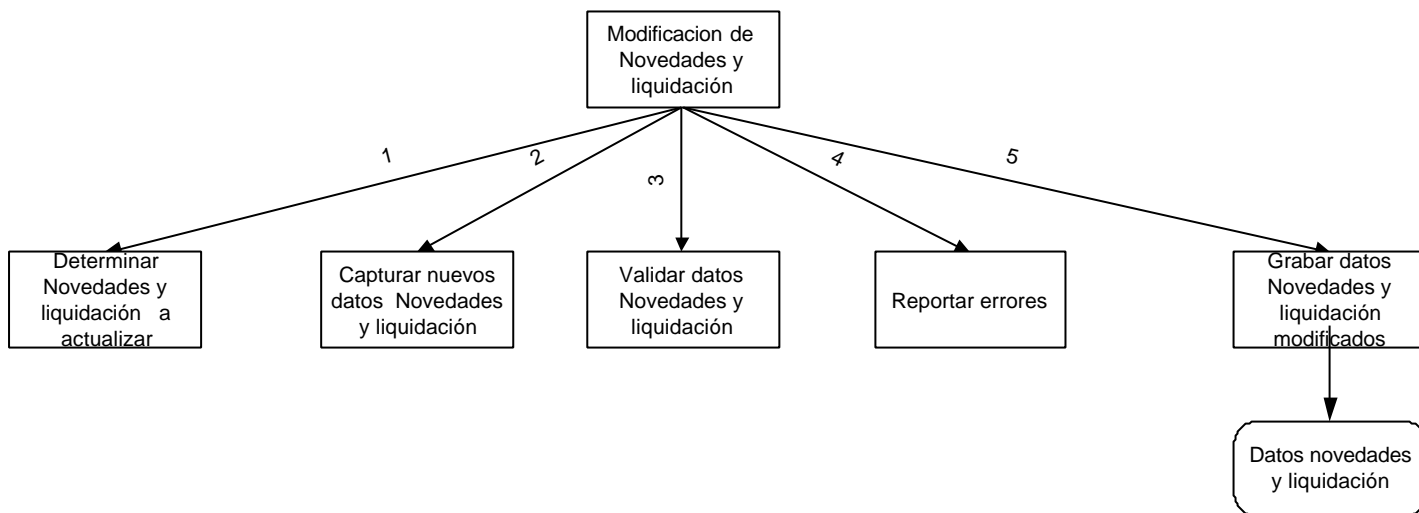 Modificacion de
Novedades y
liquidación
1
2
3
4
5
Determinar
Novedades y
liquidación a
actualizar
Capturar nuevos
datos Novedades
y liquidación
Validar datos
Novedades y
liquidación
Reportar errores
Grabar datos
Novedades y
liquidación
modificados
Datos novedades
y liquidación